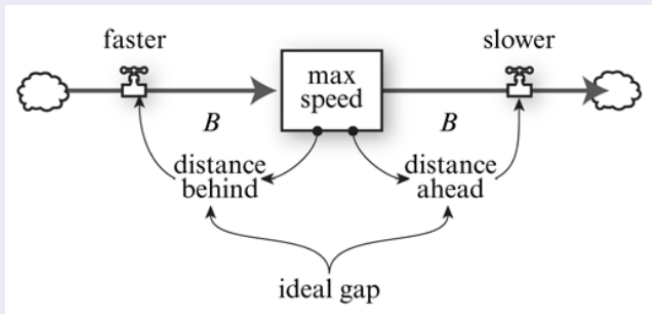 faster
slower
max
speed
B
B
distance
behind
distance
ahead
ideal gap